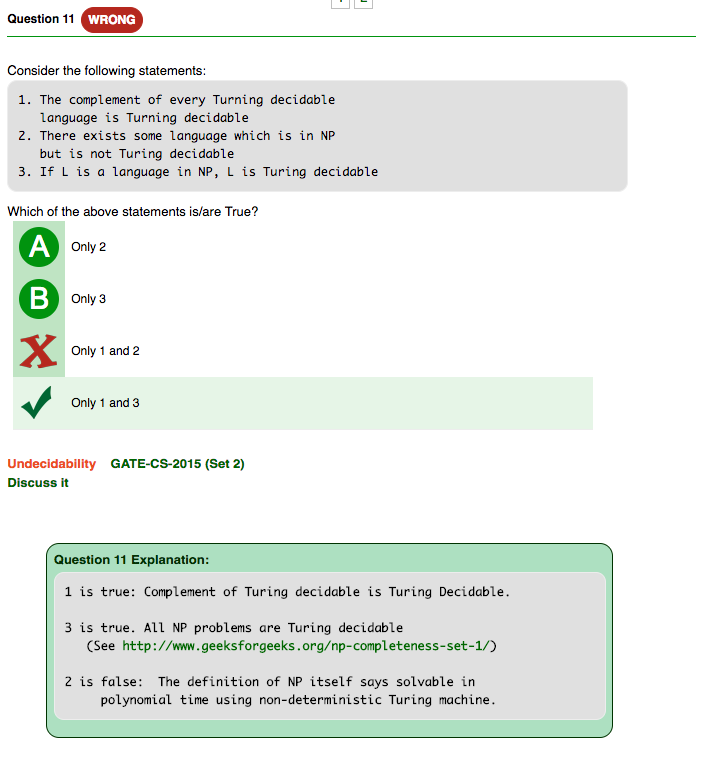 Question 11 WRONG
Consider the following statements:
1. The complement of every Turning decidable
language is Turning decidable
2. There exists some language which is in NP
but is not Turing decidable
3. If L is a language in NP, L is Turing decidable
Which of the above statements is/are True?
A Only 2
B Only 3
X Only 1 and 2
Only 1 and 3
Undecidability GATE-CS-2015 (Set 2)
Discuss it
Question 11 Explanation:
1 is true: Complement of Turing decidable is Turing Decidable.
3 is true. All NP problems are Turing decidable
(See http://www.geeksforgeeks.org/np-completeness-set-1/)
2 is false: The definition of NP itself says solvable in
polynomial time using non-deterministic Turing machine.